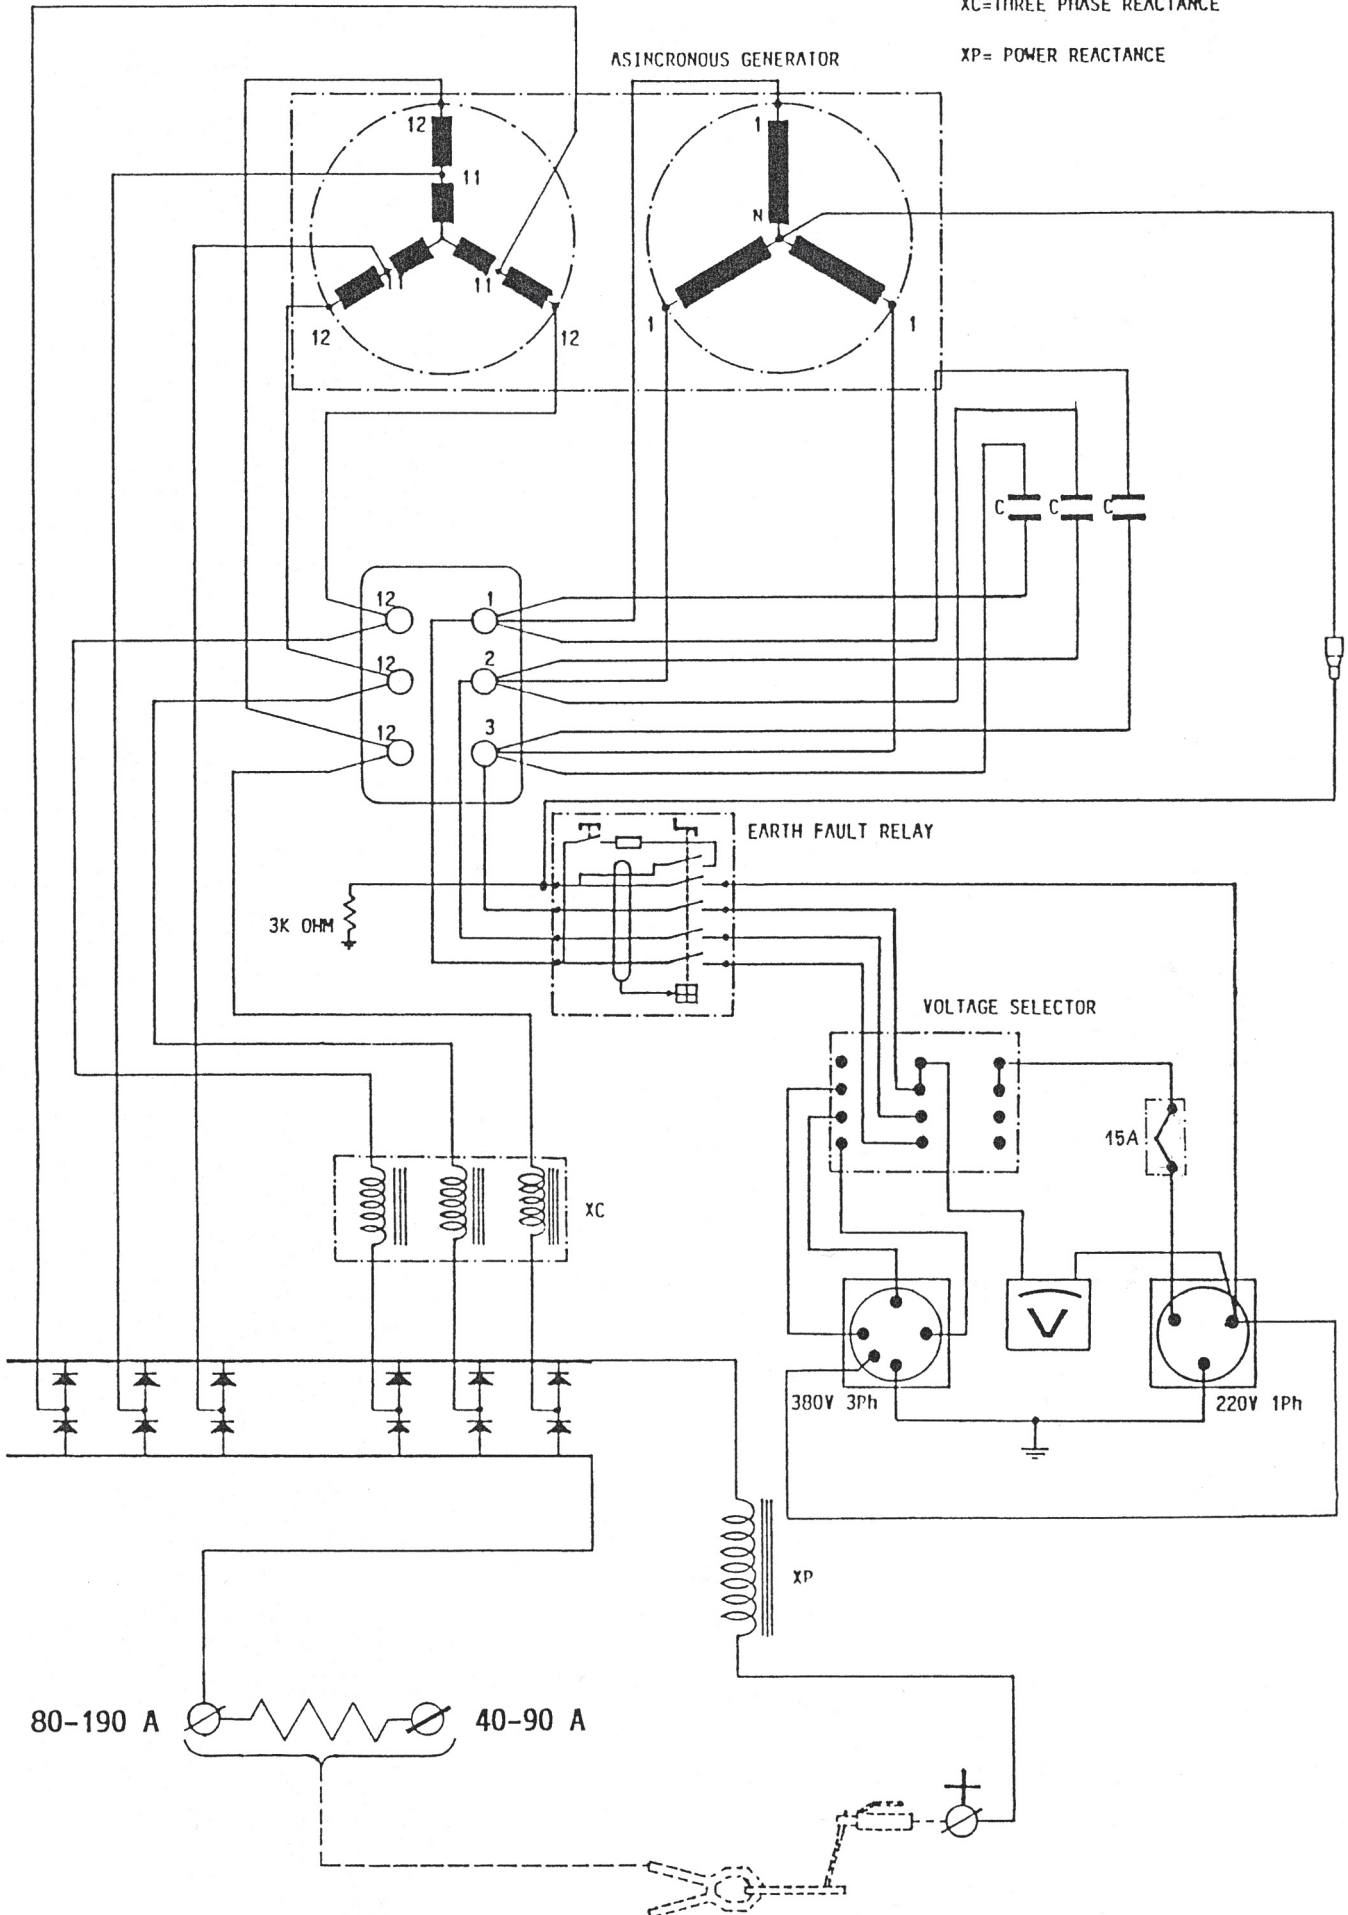 XC=THREE PHASE REACTANCE
ASINCRONOUS GENERATOR
XP= POWER REACTANCE
12
1
11
N
11
11
12
12
1
1
C
C
C
12
1
12
2
12
3
EARTH FAULT RELAY
3K OHM
VOLTAGE SELECTOR
15A
XC
V
380V 3Ph
220V 1Ph
XP
80-190 A
40-90 A
+